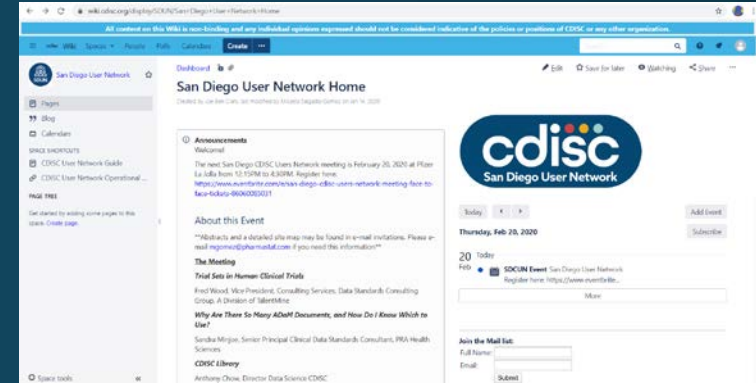 wiki.cdisc.org/display/SDUN/San+Diego+User+Network+Home
All content on this Wiki is non-binding and any individual opinions expressed should not be considered indicative of the policies or positions of CDISC or any other organization.
Wiki Spaces People Calendars Create ···
San Diego User Network
Pages
Blog
Calendars
SPACE SHORTCUTS
CDISC User Network Guide
CDISC User Network Operational ...
PAGE TREE
Get started by adding some pages to this
space. Create page.
Space tools
Dashboard
Edit Save for later Watching Share ···
San Diego User Network Home
Announcements
Welcome!
The next San Diego CDISC Users Network meeting is February 20, 2020 at Pfizer
La Jolla from 12:15PM to 4:30PM. Register here:
https://www.eventbrite.com/e/san-diego-cdisc-users-network-meeting-face-to-
About this Event
**Abstracts and a detailed site map may be found in e-mail invitations. Please e-
mail if you need this information**
The Meeting
Trial Sets in Human Clinical Trials
Fred Wood, Vice President, Consulting Services, Data Standards Consulting
Group, A Division of TalentMine
Why Are There So Many ADaM Documents, and How Do I Know Which to
Use?
Sandra Minjoe, Senior Principal Clinical Data Standards Consultant, PRA Health
Sciences
CDISC Library
Anthony Chow, Director Data Science CDISC
cdisc
San Diego User Network
Today Add Event
Thursday, Feb 20, 2020 Subscribe
20 Today
Feb SDCUN Event San Diego User Network
Register here: https://www.eventbrite...
More
Join the Mail list:
Full Name:
Email:
Submit